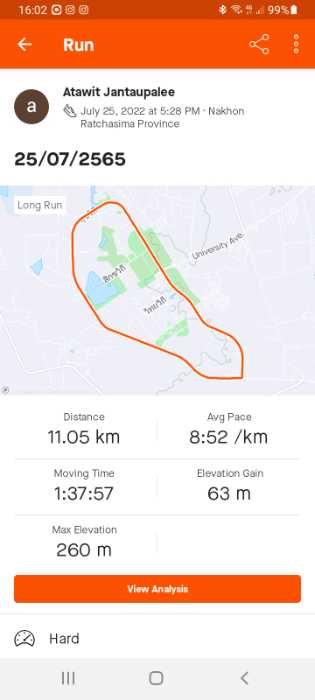 16:02
99%
Run
a
Atawit Jantaupalee
July 25, 2022 at 5:28 PM - Nakhon
Ratchasima Province
25/07/2565
Long Run
University Ave.
Distance
Avg Pace
11.05 km
8:52 /km
Moving Time
Elevation Gain
1:37:57
63 m
Max Elevation
260 m
View Analysis
Hard